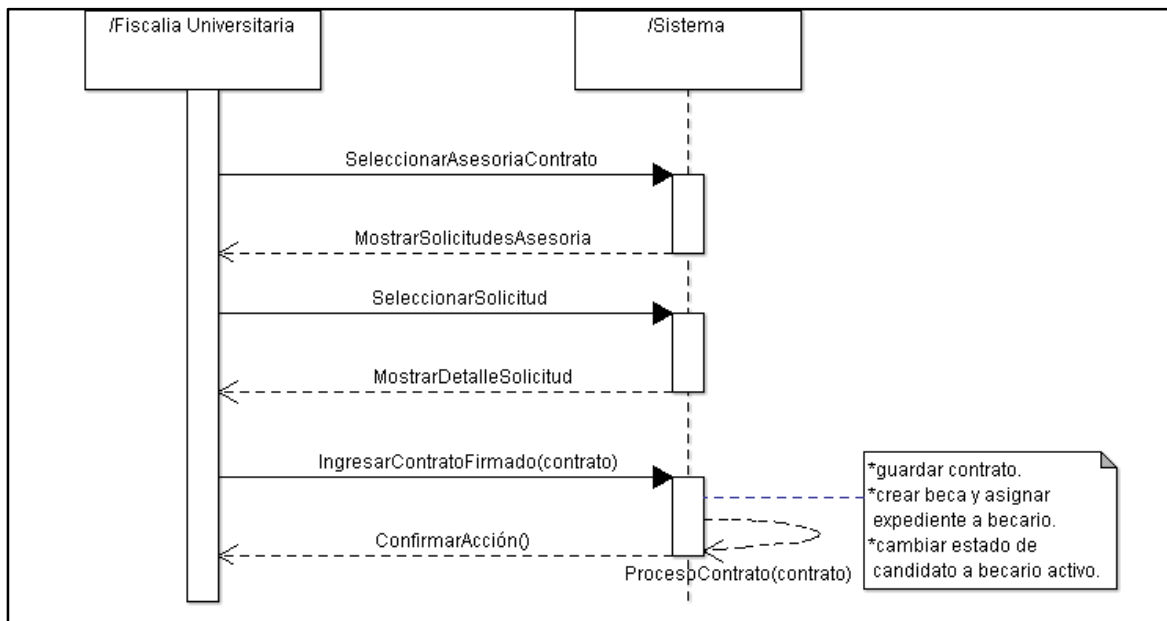 /Fiscalia Universitaria
/Sistema
SeleccionarAsesoriaContrato
MostrarSolicitudesAsesoria
SeleccionarSolicitud
MostrarDetalleSolicitud
IngresarContratoFirmado(contrato)
*guardar contrato.
*crear beca y asignar
expediente a becario.
*cambiar estado de
candidato a becario activo.
ConfirmarAcción()
ProcesoContrato(contrato)